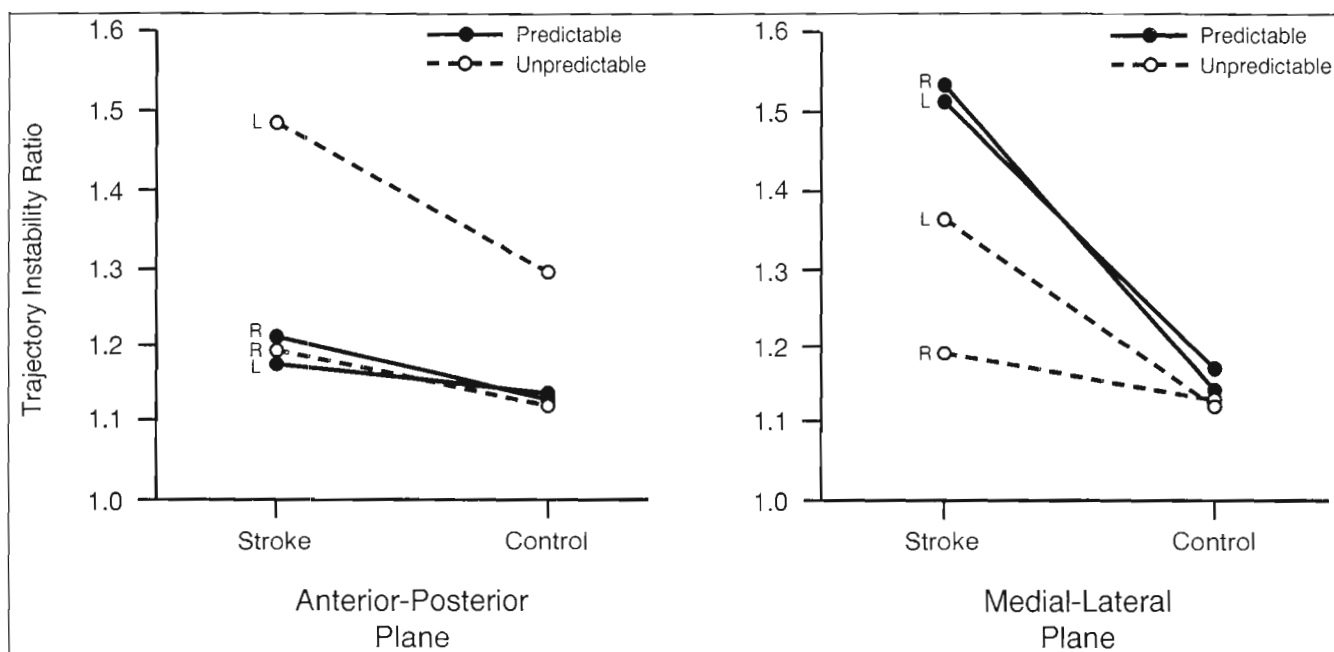 Trajectory Instability Ratio
1.6
1.5
1.4
1.3
1.2
1.1
1.0
Predictable
Unpredictable
L
R
R
L
Stroke
Control
Anterior-Posterior
Plane
1.6
1.5
1.4
1.3
1.2
1.1
1.0
Predictable
Unpredictable
R
L
L
R
Stroke
Control
Medial-Lateral
Plane